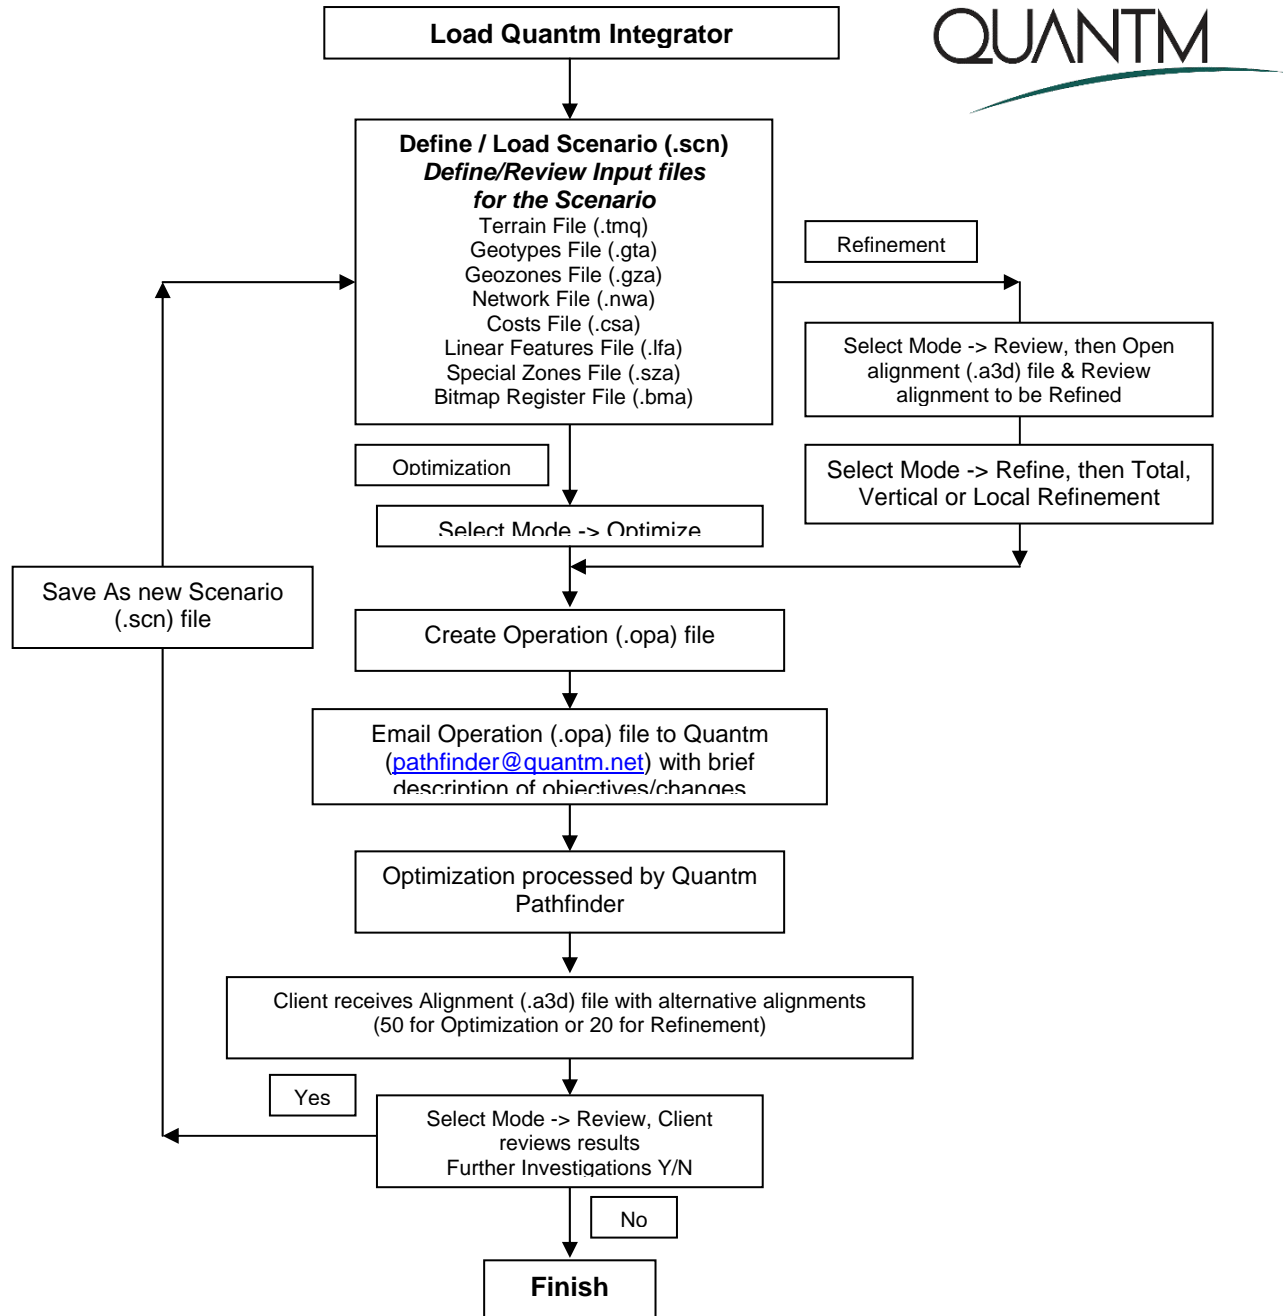 Load Quantm Integrator
QUANTM
Define / Load Scenario (.scn)
Define/Review Input files
for the Scenario
Terrain File (.tmq)
Geotypes File (.gta)
Geozones File (.gza)
Network File (.nwa)
Costs File (.csa)
Linear Features File (.lfa)
Special Zones File (.sza)
Bitmap Register File (.bma)
Refinement
Select Mode -> Review, then Open
alignment (.a3d) file & Review
alignment to be Refined
Optimization
Select Mode -> Refine, then Total,
Vertical or Local Refinement
Select Mode -> Optimize
Save As new Scenario
(.scn) file
Create Operation (.opa) file
Email Operation (.opa) file to Quantm
(pathfinder@quantm.net) with brief
description of objectives/changes
Optimization processed by Quantm
Pathfinder
Client receives Alignment (.a3d) file with alternative alignments
(50 for Optimization or 20 for Refinement)
Yes
Select Mode -> Review, Client
reviews results
Further Investigations Y/N
No
Finish